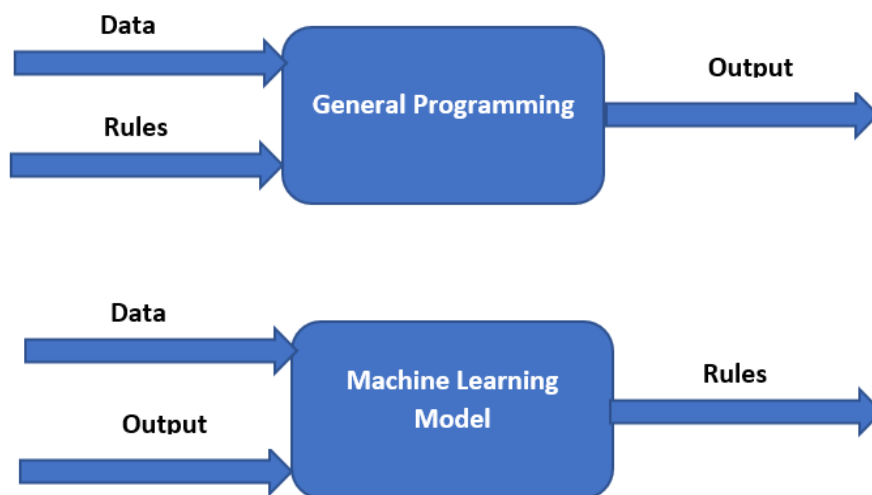 Data
Output
General Programming
Rules
Data
Rules
Machine Learning
Model
Output